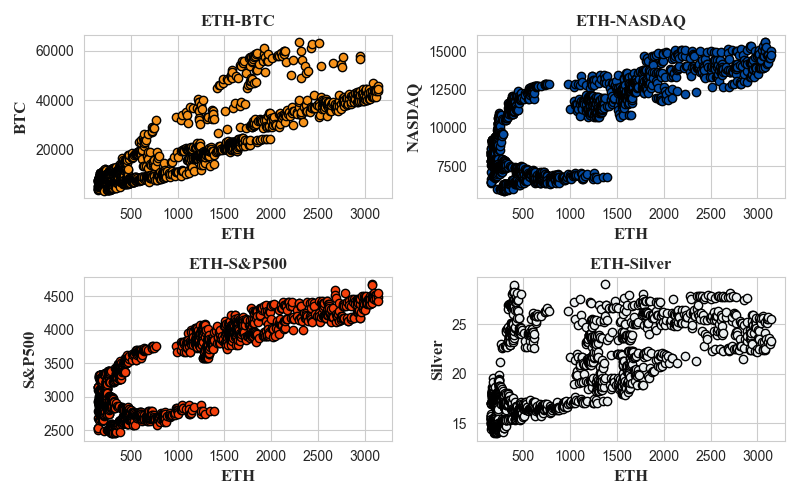 ETH-BTC
60000
40000
20000
BTC
500 1000 1500 2000 2500 3000
ETH
ETH-NASDAQ
15000
12500
10000
7500
NASDAQ
500 1000 1500 2000 2500 3000
ETH
ETH-S&P500
4500
4000
3500
3000
2500
S&P500
500 1000 1500 2000 2500 3000
ETH
ETH-Silver
25
20
15
Silver
500 1000 1500 2000 2500 3000
ETH